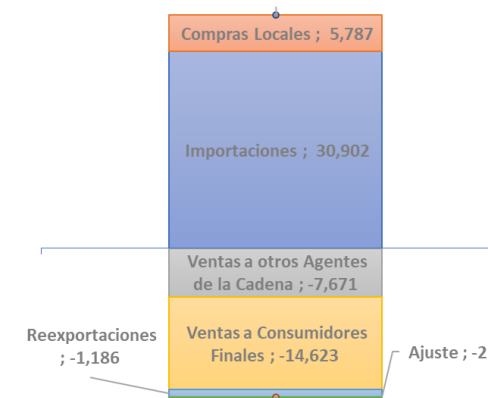 Compras Locales ; 5,787
Importaciones ; 30,902
Ventas a otros Agentes
de la Cadena ; -7,671
Reexportaciones
; -1,186
Ventas a Consumidores
Finales ; -14,623
Ajuste ; -2